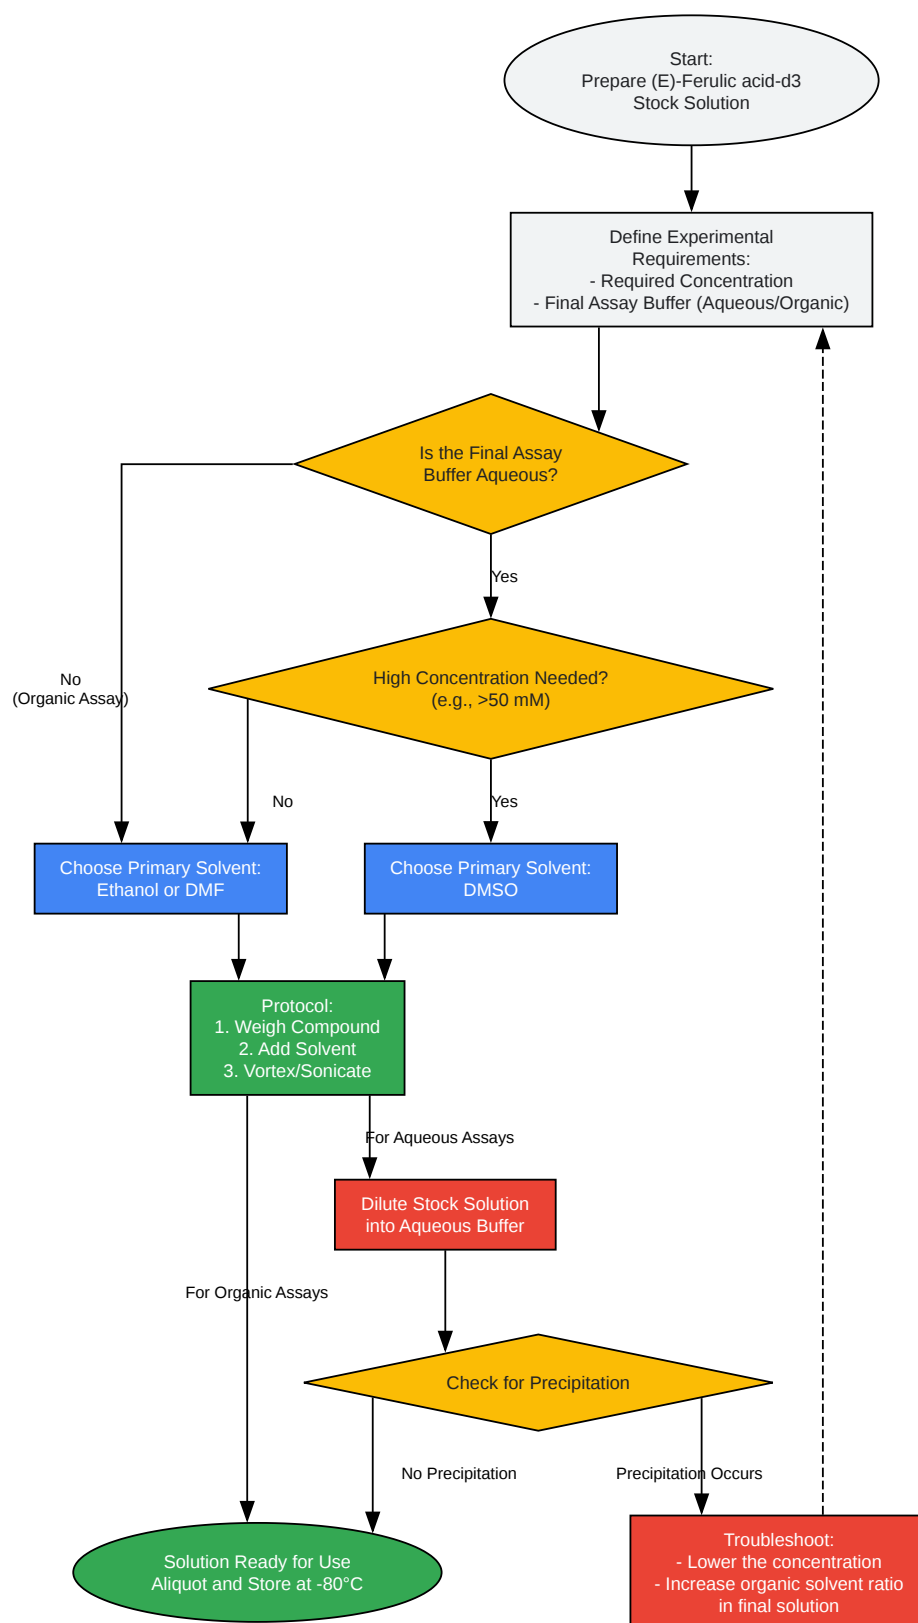 Start:
Prepare (E)-Ferulic acid-d3
Stock Solution
Define Experimental
Requirements:
- Required Concentration
- Final Assay Buffer (Aqueous/Organic)
Is the Final Assay
Buffer Aqueous?
Yes
No
(Organic Assay)
High Concentration Needed?
(e.g., >50 mM)
No
Yes
Choose Primary Solvent:
Ethanol or DMF
Choose Primary Solvent:
DMSO
Protocol:
1. Weigh Compound
2. Add Solvent
3. Vortex/Sonicate
For Aqueous Assays
Dilute Stock Solution
into Aqueous Buffer
For Organic Assays
Check for Precipitation
No Precipitation
Precipitation Occurs
Solution Ready for Use
Aliquot and Store at -80°C
Troubleshoot:
- Lower the concentration
- Increase organic solvent ratio
in final solution